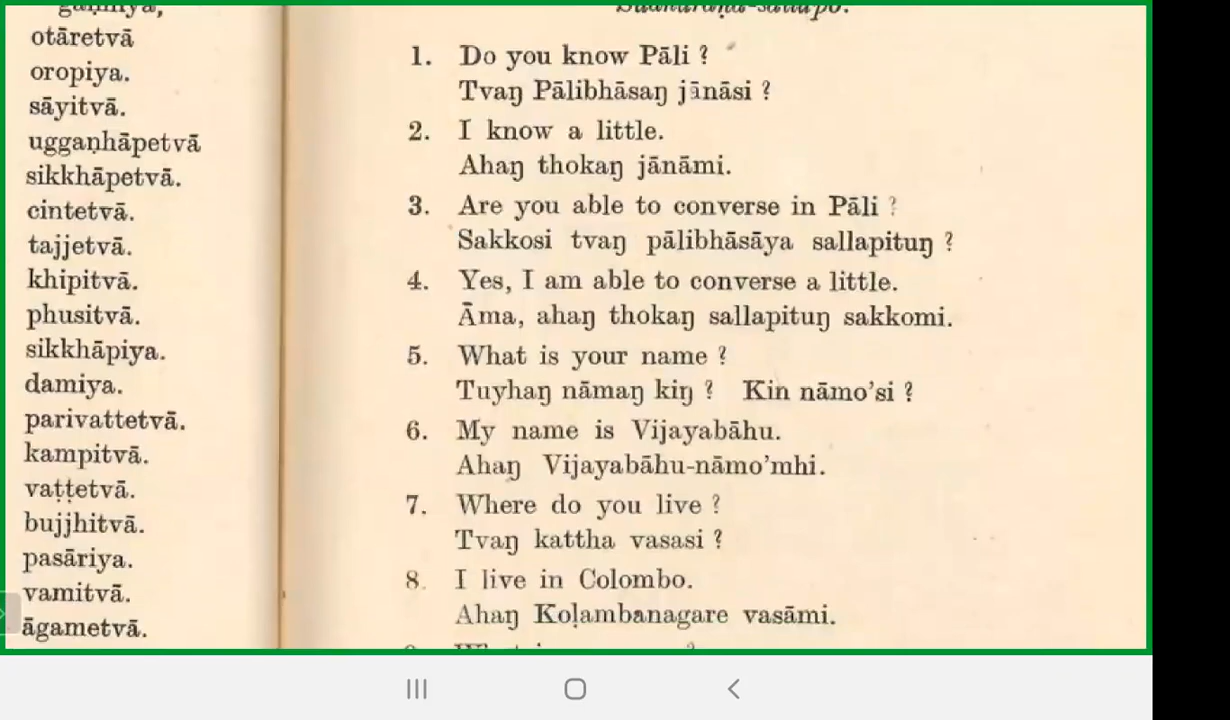 otāretvā
oropiya.
sāyitvā.
uggaṇhāpetvā
sikkhāpetvā.
cintetvā.
tajjetvā.
khipitvā.
phusitvā.
sikkhāpiya.
damiya.
parivattetvā.
kampitvā.
vaṭṭetvā.
bujjhitvā.
pasāriya.
vamitvā.
āgametvā.
1. Do you know Pāli ?
Tvaŋ Pālibhāsaŋ jānāsi ?
2. I know a little.
Ahaŋ thokaŋ jānāmi.
3. Are you able to converse in Pāli ?
Sakkosi tvaŋ pālibhāsāya sallapituŋ ?
4. Yes, I am able to converse a little.
Āma, ahaŋ thokaŋ sallapituŋ sakkomi.
5. What is your name ?
Tuyhaŋ nāmaŋ kiŋ ? Kin nāmo’si ?
6. My name is Vijayabāhu.
Ahaŋ Vijayabāhu-nāmo’mhi.
7. Where do you live ?
Tvaŋ kattha vasasi ?
8. I live in Colombo.
Ahaŋ Koḷambanagare vasāmi.